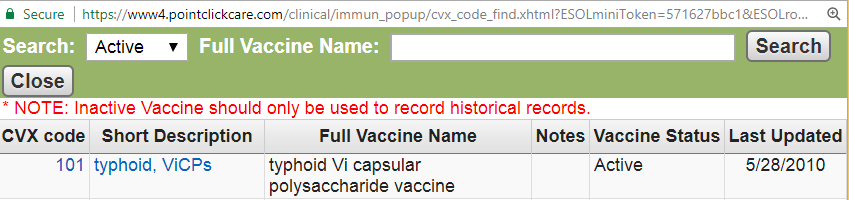 Secure https://www4.pointclickcare.com/clinical/immun_popup/cvx_code_find.xhtml?ESOLminiToken=571627bbc1&ESOLro...
Search: Active Full Vaccine Name: Search
Close
* NOTE: Inactive Vaccine should only be used to record historical records.
CVX code Short Description Full Vaccine Name Notes Vaccine Status Last Updated
101 typhoid, ViCPs typhoid Vi capsular Active 5/28/2010
polysaccharide vaccine